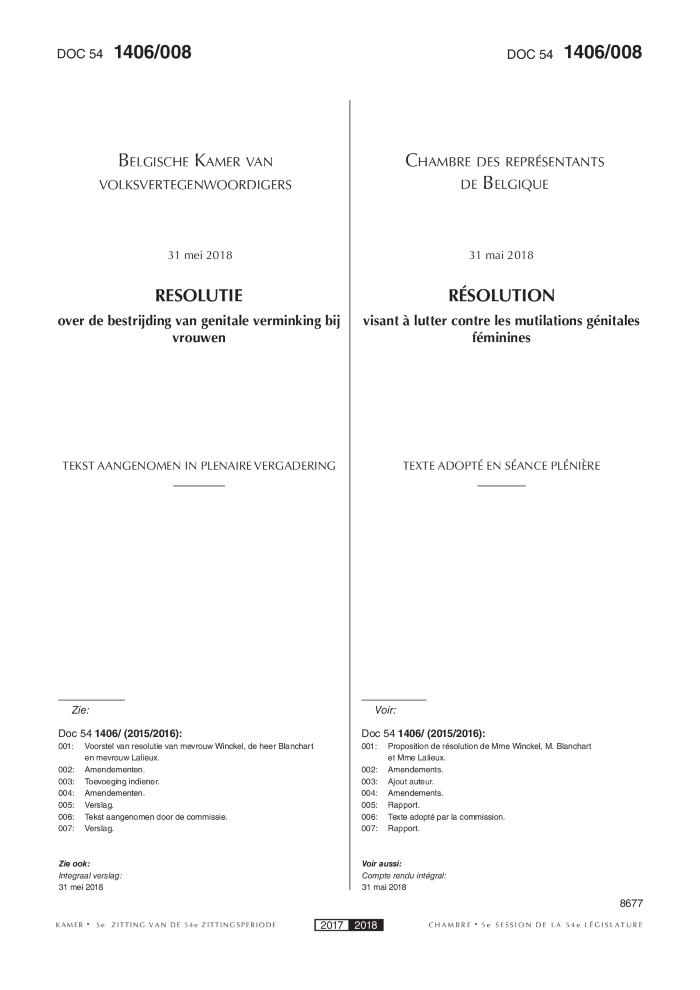 DOC 54 1406/008
DOC 54 1406/008
Belgische Kamer van
volksvertegenwoordigers
31 mei 2018
RESOLUTIE
over de bestrijding van genitale verminking bij
vrouwen
TEKST AANGENOMEN IN PLENAIRE VERGADERING
Zie:
Doc 54 1406/ (2015/2016):
001: Voorstel van resolutie van mevrouw Winckel, de heer Blanchart
en mevrouw Lalieux.
002: Amendementen.
003: Toevoeging indiener.
004: Amendementen.
005: Verslag.
006: Tekst aangenomen door de commissie.
007: Verslag.
Zie ook:
Integraal verslag:
31 mei 2018
Chambre des représentants
de Belgique
31 mai 2018
RÉSOLUTION
visant à lutter contre les mutilations génitales
féminines
TEXTE ADOPTÉ EN SÉANCE PLÉNIÈRE
Voir:
Doc 54 1406/ (2015/2016):
001: Proposition de résolution de Mme Winckel, M. Blanchart
et Mme Lalieux.
002: Amendements.
003: Ajout auteur.
004: Amendements.
005: Rapport.
006: Texte adopté par la commission.
007: Rapport.
Voir aussi:
Compte rendu intégral:
31 mai 2018
8677
KAMER • 5e ZITTING VAN DE 54e ZITTINGSPERIODE
2017 2018
CHAMBRE • 5e SESSION DE LA 54e LÉGISLATURE